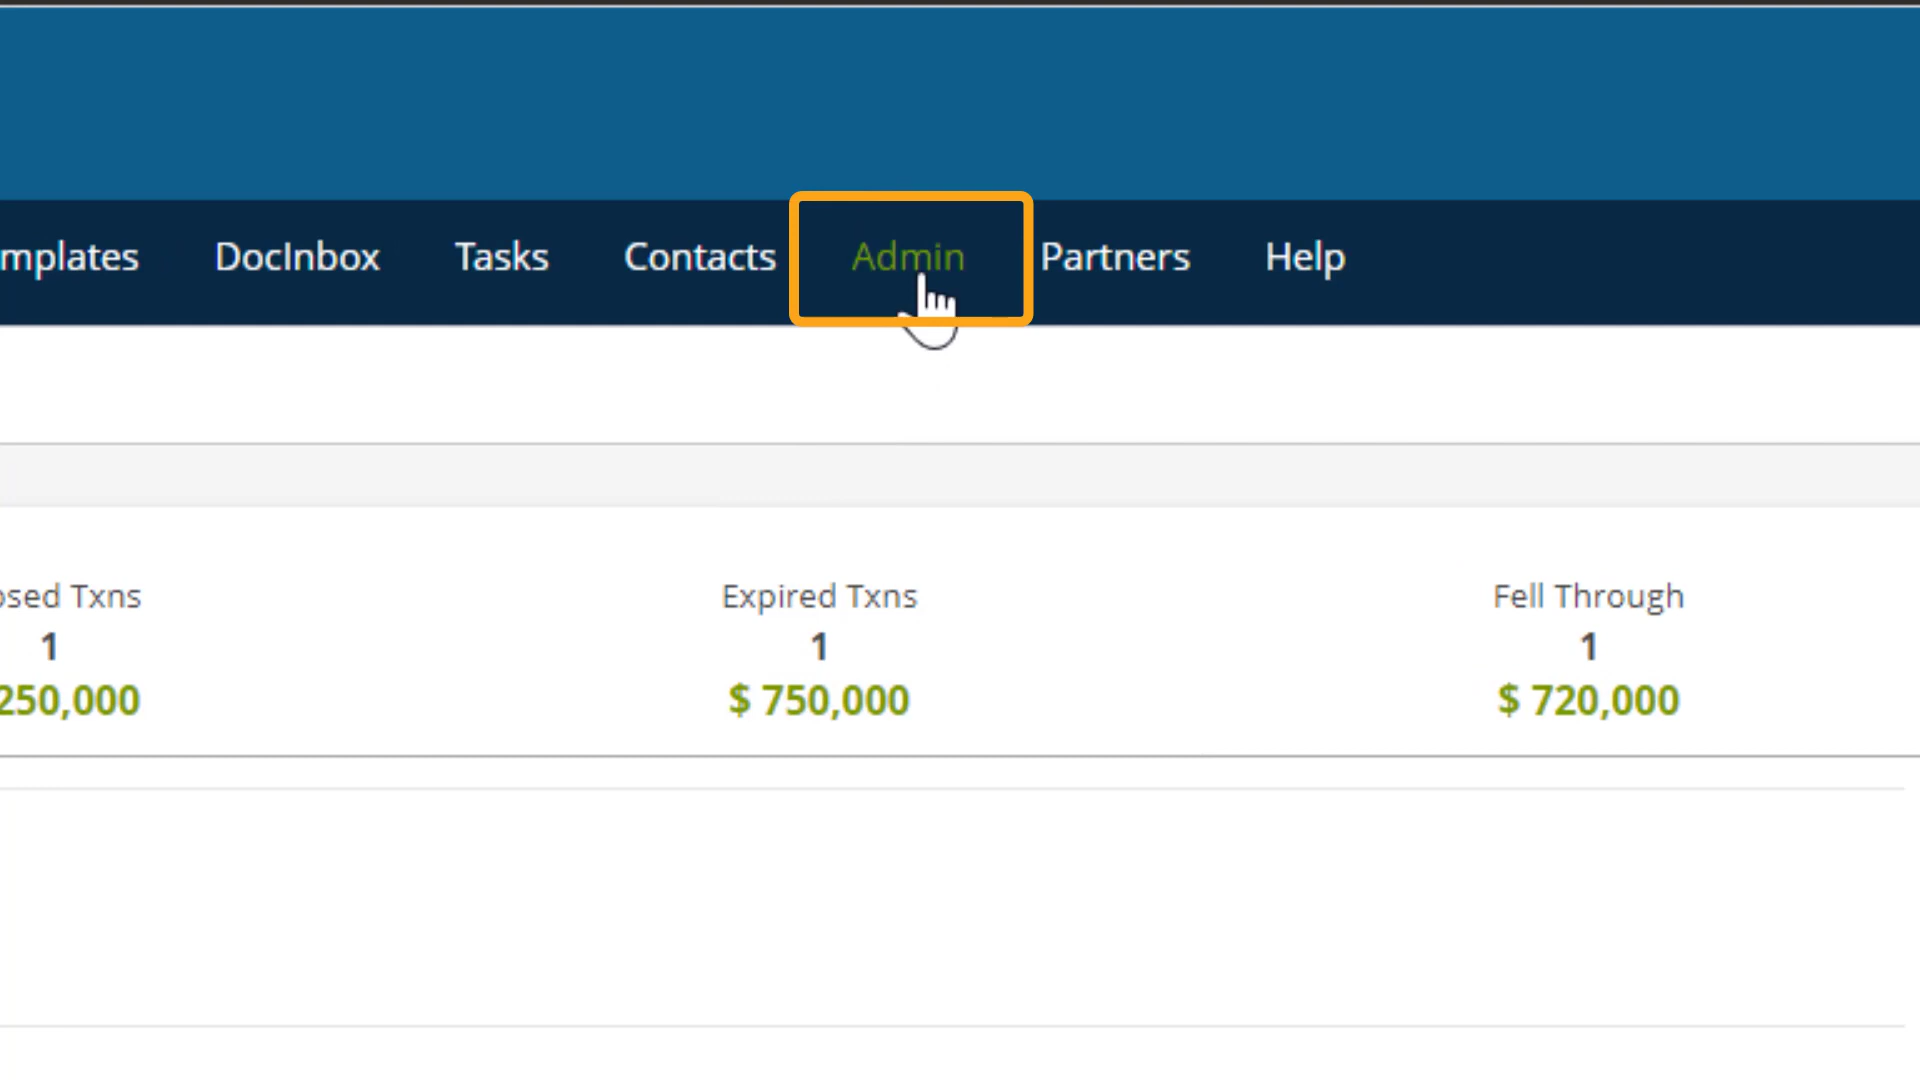 mplates DocInbox Tasks Contacts Admin Partners Help
osed Txns Expired Txns Fell Through
1 1 1
250,000 $ 750,000 $ 720,000